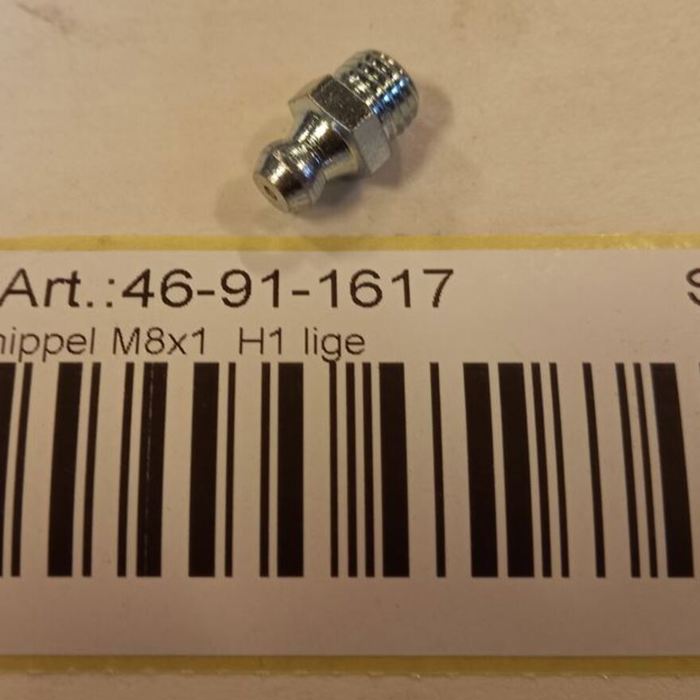 Art.:46-91-1617 S
nippel M8x1 H1 lige